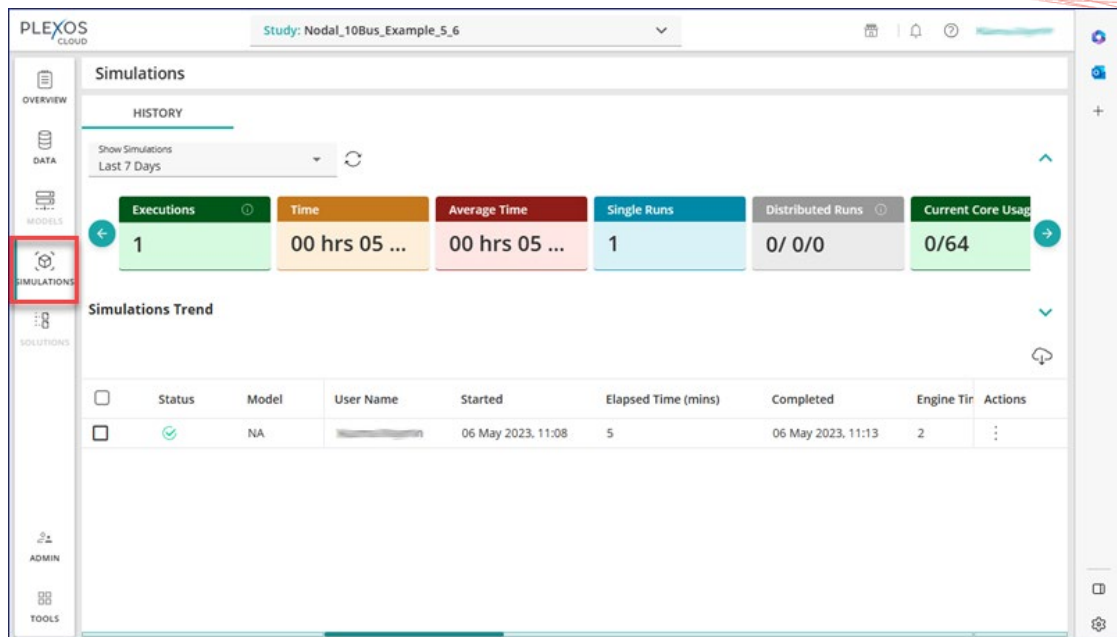 PLEXOS
CLOUD
Study: Nodal_10Bus_Example_5_6
OVERVIEW
DATA
MODELS
SIMULATIONS
SOLUTIONS
ADMIN
TOOLS
Simulations
HISTORY
Show Simulations
Last 7 Days
Executions
1
Time
00 hrs 05 ...
Average Time
00 hrs 05 ...
Single Runs
1
Distributed Runs
0/ 0/0
Current Core Usag
0/64
Simulations Trend
Status Model User Name Started Elapsed Time (mins) Completed Engine Tin Actions
NA 06 May 2023, 11:08 5 06 May 2023, 11:13 2